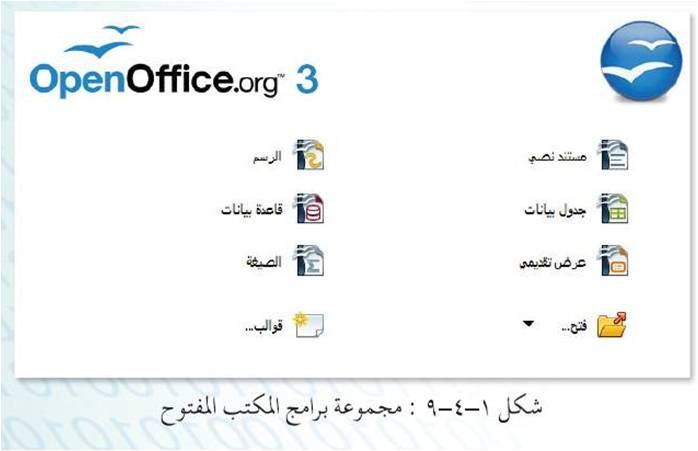 OpenOffice.org™ 3
مستند نصي
الرسم
جدول بيانات
قاعدة بيانات
عرض تقديمي
الصيغة
فتح...
قوالب...
شكل ١-٤-٩ : مجموعة برامج المكتب المفتوح